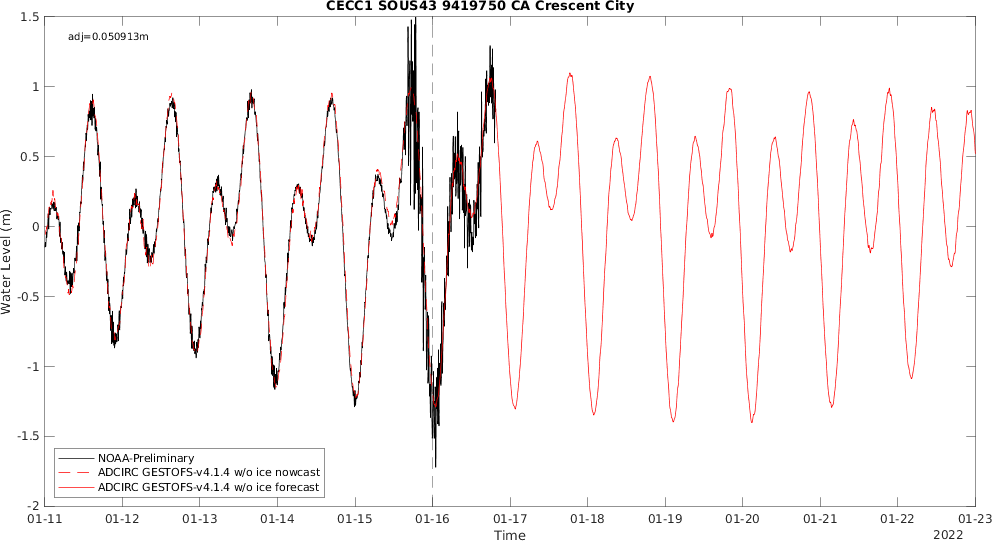 CECC1 SOUS43 9419750 CA Crescent City
adj=0.050913m
1.5
1
0.5
0
-0.5
-1
-1.5
-2
Water Level (m)
NOAA-Preliminary
ADCIRC GESTOFS-v4.1.4 w/o ice nowcast
ADCIRC GESTOFS-v4.1.4 w/o ice forecast
01-11 01-12 01-13 01-14 01-15 01-16 01-17 01-18 01-19 01-20 01-21 01-22 01-23
Time
2022